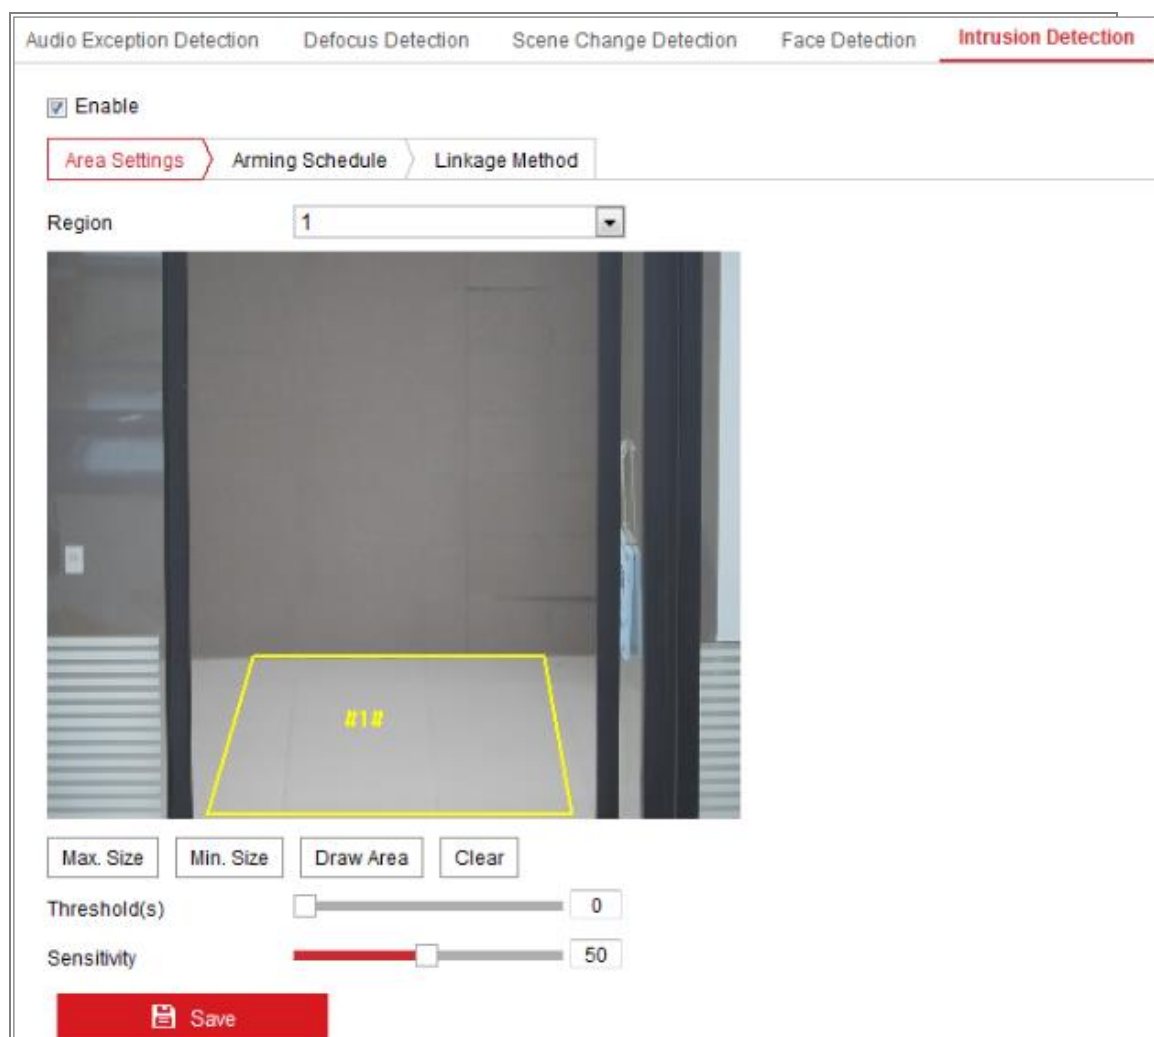 Audio Exception Detection Defocus Detection Scene Change Detection Face Detection Intrusion Detection
Enable
Area Settings Arming Schedule Linkage Method
Region 1
#1#
Max. Size Min. Size Draw Area Clear
Threshold(s) 0
Sensitivity 50
Save